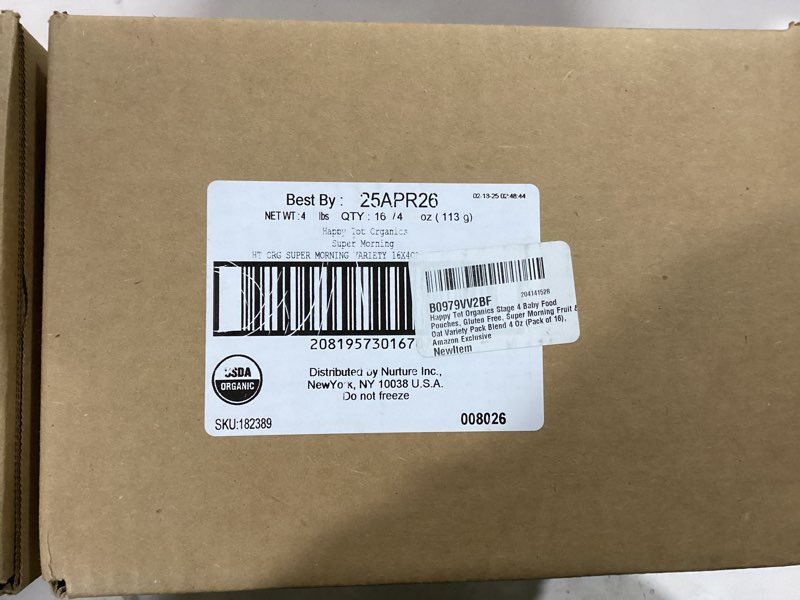 Best By : 25APR26 02-18-25 02:48:44
NET WT : 4 lbs QTY : 16 /4 oz ( 113 g)
Happy Tot Organics
Super Morning
HT ORG SUPER MORNING VARIETY 16X4OZ
208195730167
B0979VV2BF 204141528
Happy Tot Organics Stage 4 Baby Food
Pouches, Gluten Free, Super Morning Fruit &
Oat Variety Pack Blend 4 Oz (Pack of 16),
Amazon Exclusive
NewItem
USDA
ORGANIC
Distributed by Nurture Inc.,
NewYork, NY 10038 U.S.A.
Do not freeze
SKU:182389
008026